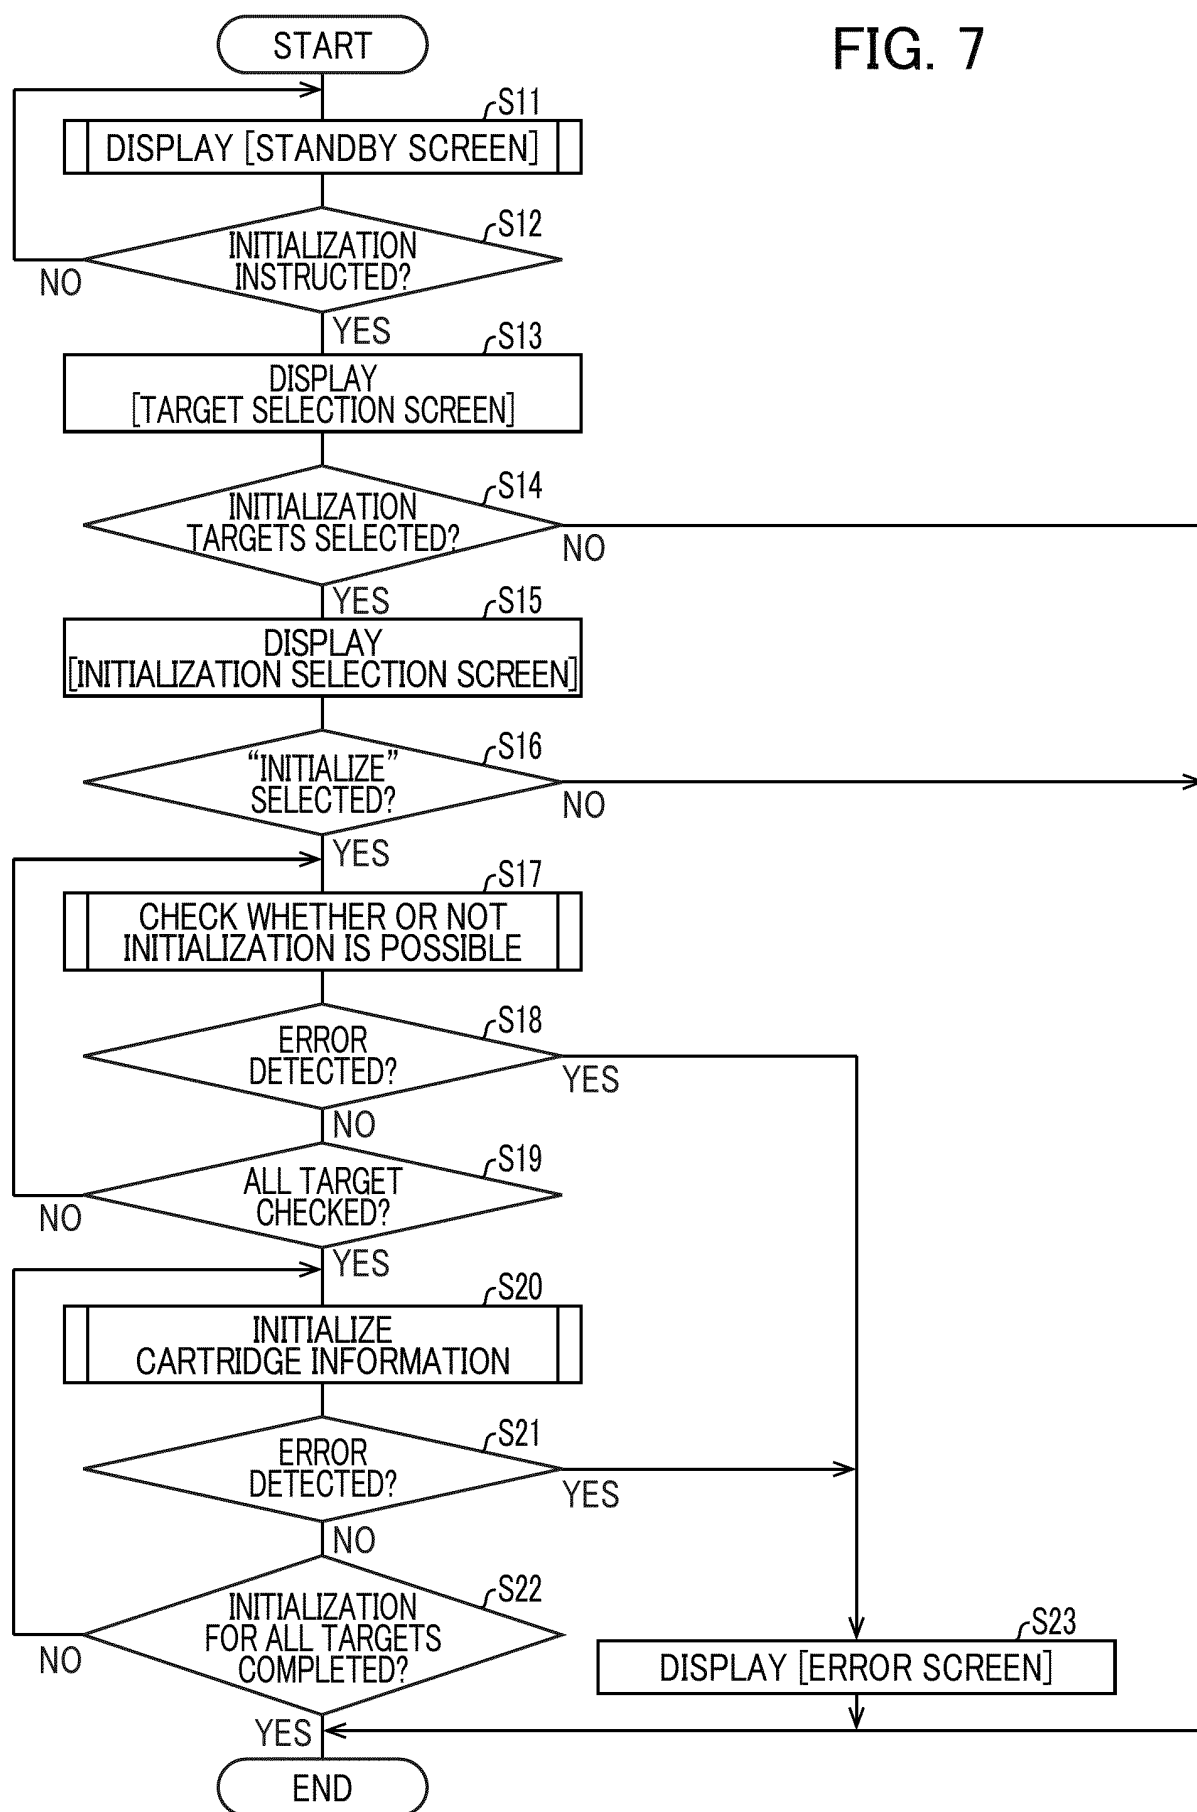 START
FIG. 7
S11
DISPLAY [STANDBY SCREEN]
S12
INITIALIZATION
INSTRUCTED?
NO
YES
S13
DISPLAY
[TARGET SELECTION SCREEN]
S14
INITIALIZATION
TARGETS SELECTED?
NO
YES
S15
DISPLAY
[INITIALIZATION SELECTION SCREEN]
S16
“INITIALIZE”
SELECTED?
NO
YES
S17
CHECK WHETHER OR NOT
INITIALIZATION IS POSSIBLE
S18
ERROR
DETECTED?
YES
NO
S19
ALL TARGET
CHECKED?
NO
YES
S20
INITIALIZE
CARTRIDGE INFORMATION
S21
ERROR
DETECTED?
YES
NO
S22
INITIALIZATION
FOR ALL TARGETS
COMPLETED?
NO
S23
DISPLAY [ERROR SCREEN]
YES
END